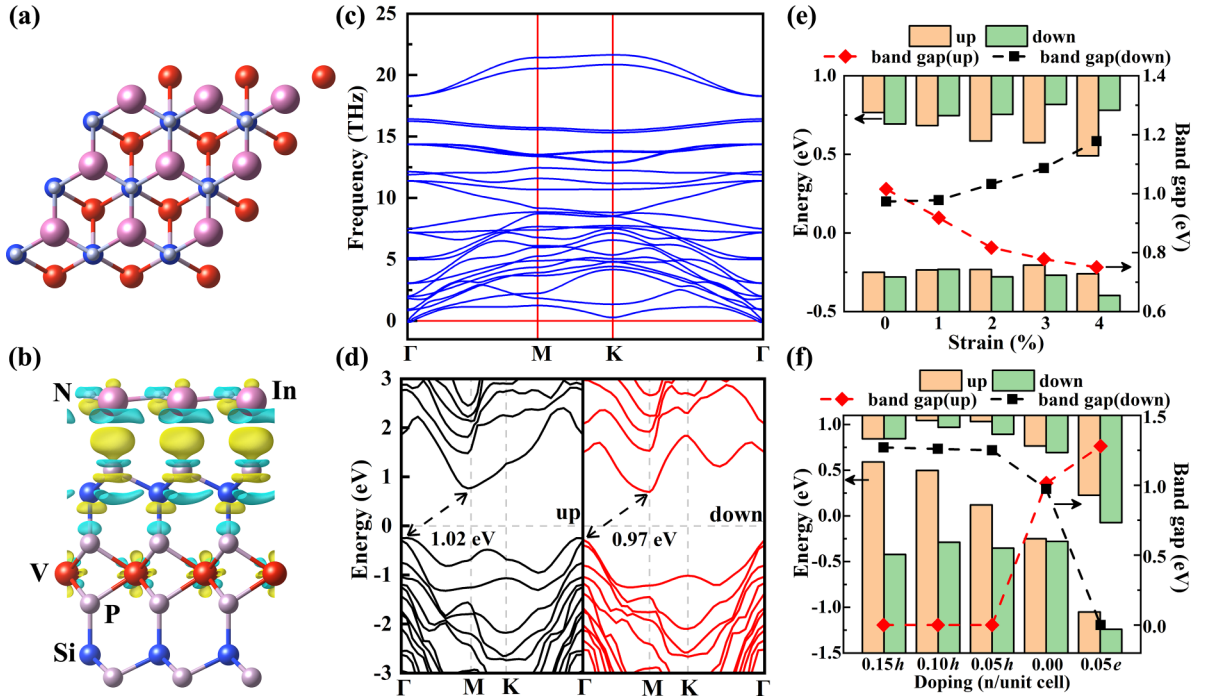 (a)
(b)
N
In
V
P
Si
(c)
Frequency (THz)
25
20
15
10
5
0
Γ M K Γ
(d)
Energy (eV)
3
2
1
0
-1
-2
-3
1.02 eV
up
0.97 eV
down
Γ M K Γ M K Γ
(e)
up down
band gap(up) band gap(down)
Energy (eV)
1.0
0.5
0.0
-0.5
Band gap (eV)
1.4
1.2
1.0
0.8
0.6
0 1 2 3 4
Strain (%)
(f)
up down
band gap(up) band gap(down)
Energy (eV)
1.0
0.5
0.0
-0.5
-1.0
-1.5
Band gap (eV)
1.5
1.0
0.5
0.0
0.15h 0.10h 0.05h 0.00 0.05e
Doping (n/unit cell)